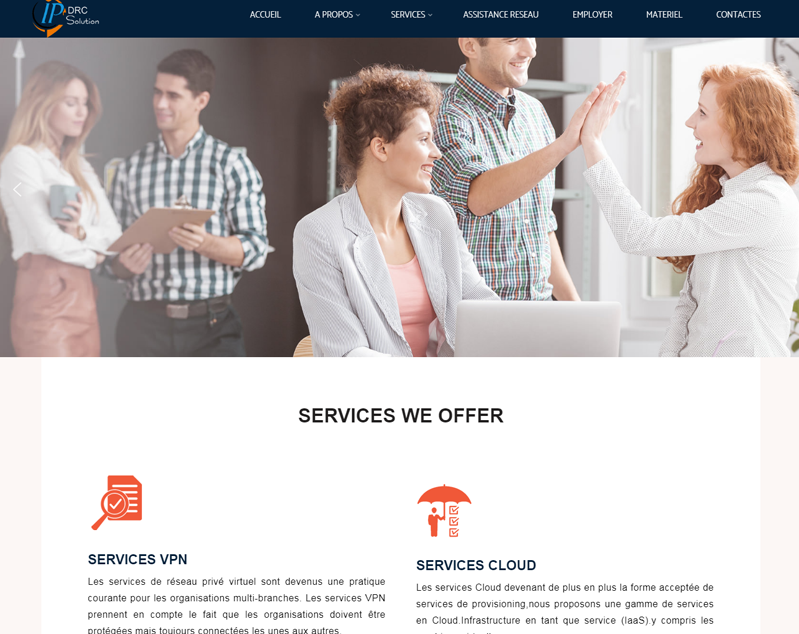 IP DRC
Solution
ACCUEIL A PROPOS SERVICES ASSISTANCE RESEAU EMPLOYER MATERIEL CONTACTES
SERVICES WE OFFER
SERVICES VPN
Les services de réseau privé virtuel sont devenus une pratique
courante pour les organisations multi-branches. Les services VPN
prennent en compte le fait que les organisations doivent être
protégées mais toujours connectées les unes aux autres.
SERVICES CLOUD
Les services Cloud devenant de plus en plus la forme acceptée de
services de provisioning,nous proposons une gamme de services
en Cloud.Infrastructure en tant que service (IaaS).y compris les